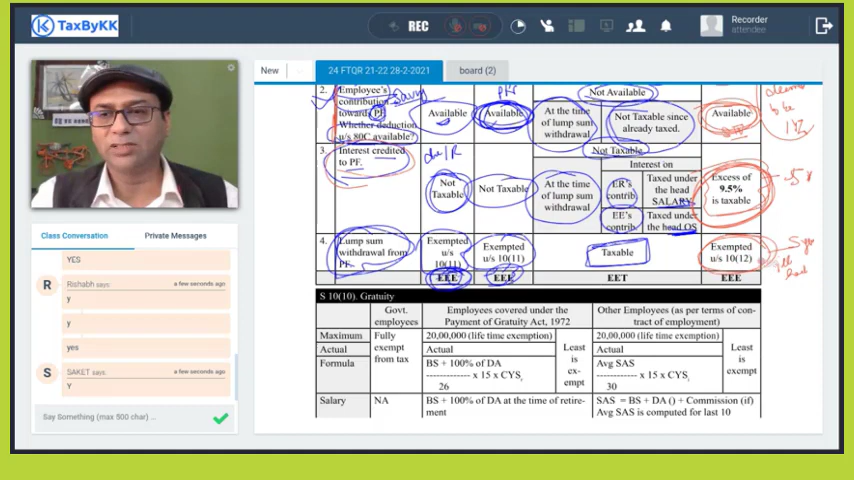 TaxByKK
REC
Recorder
attendee
New
24 FTQR 21-22 28-2-2021
board (2)
Class Conversation
Private Messages
YES
R
Rishabh says
a few seconds ago
y
y
yes
S
SAKET says
a few seconds ago
Y
Say Something (max 500 char) ...
2.
Employee's
contribution
towards PF
Whether deduction
u/s 80C available?
Available
Available
Not Available
At the time
of lump sum
withdrawal
Not Taxable since
already taxed.
Available
3.
Interest credited
to PF.
Not
Taxable
Not Taxable
At the time
of lump sum
withdrawal
Not Taxable
Interest on
ER's
contrib.
Taxed under
the head
SALARY
EE's
contrib.
Taxed under
the head OS
Excess of
9.5%
is taxable
4.
Lump sum
withdrawal from
PF
Exempted
u/s
10(11)
Exempted
u/s 10(11)
Taxable
Exempted
u/s 10(12)
EEE
EEE
EET
EEE
S 10(10). Gratuity
Govt.
employees
Employees covered under the
Payment of Gratuity Act, 1972
Other Employees (as per terms of con-
tract of employment)
Maximum
Fully
exempt
from tax
20,00,000 (life time exemption)
20,00,000 (life time exemption)
Actual
Actual
Least
is
ex-
empt
Actual
Least
is
exempt
Formula
BS + 100% of DA
------------- x 15 x CYS,
26
Avg SAS
------------ x 15 x CYS,
30
Salary
NA
BS + 100% of DA at the time of retire-
ment
SAS = BS + DA () + Commission (if)
Avg SAS is computed for last 10